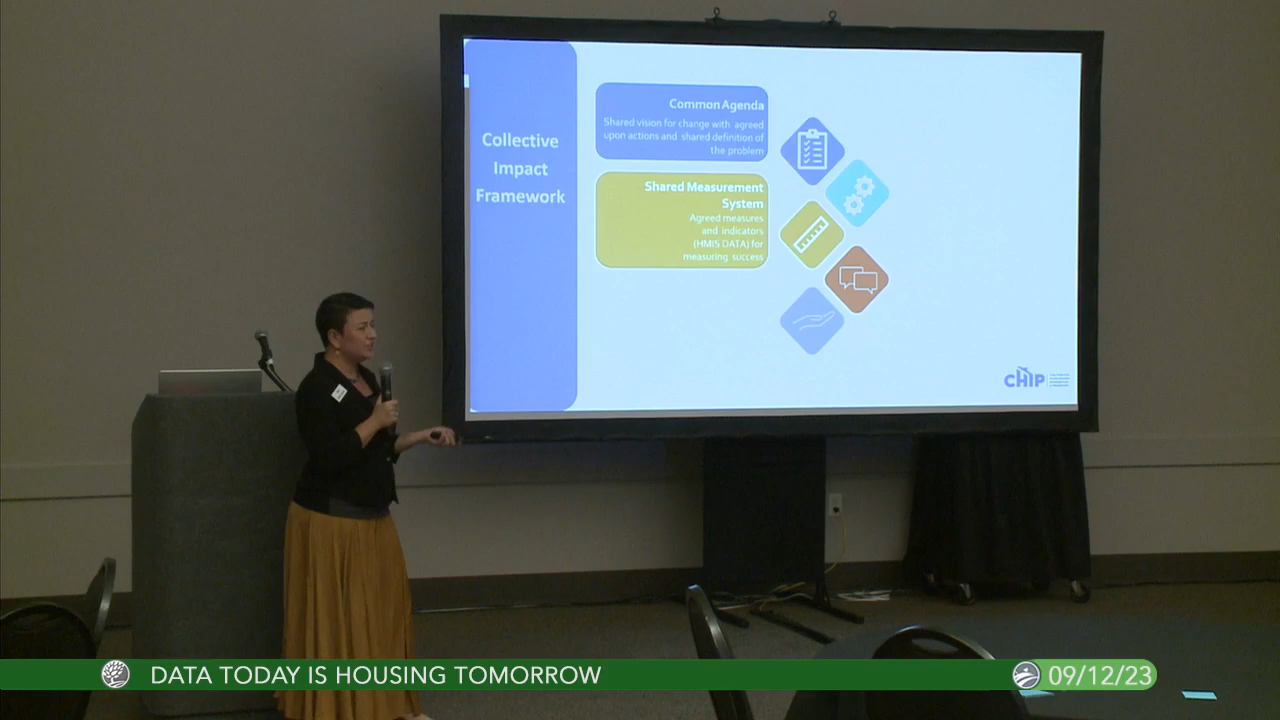 Collective
Impact
Framework
Common Agenda
Shared vision for change with agreed
upon actions and shared definition of
the problem
Shared Measurement
System
Agreed measures
and indicators
(HMIS DATA) for
measuring success
CHIP
DATA TODAY IS HOUSING TOMORROW
09/12/23